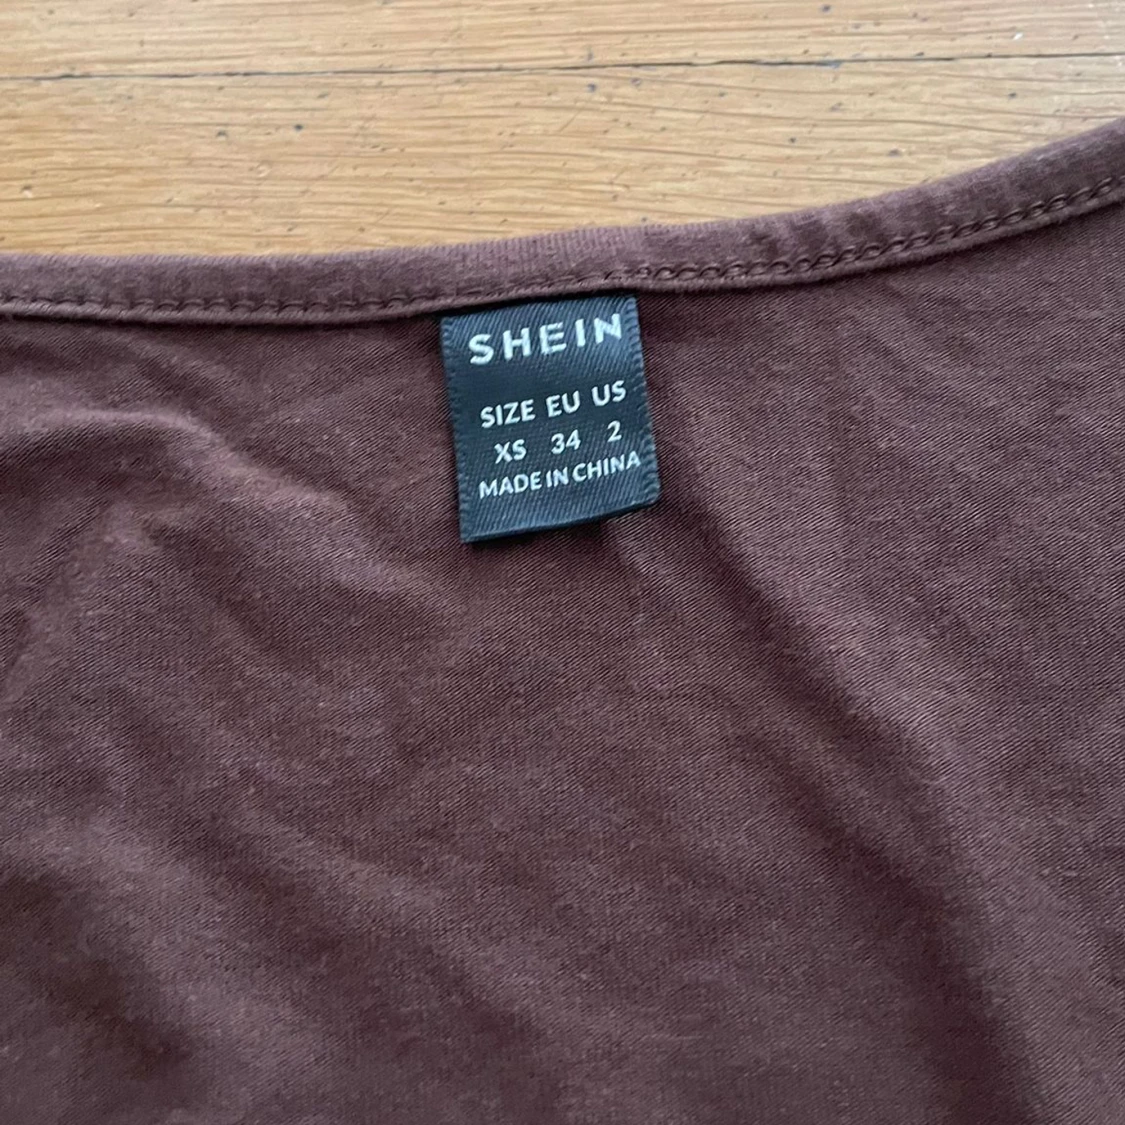 SHEIN
SIZE EU US
XS 34 2
MADE IN CHINA